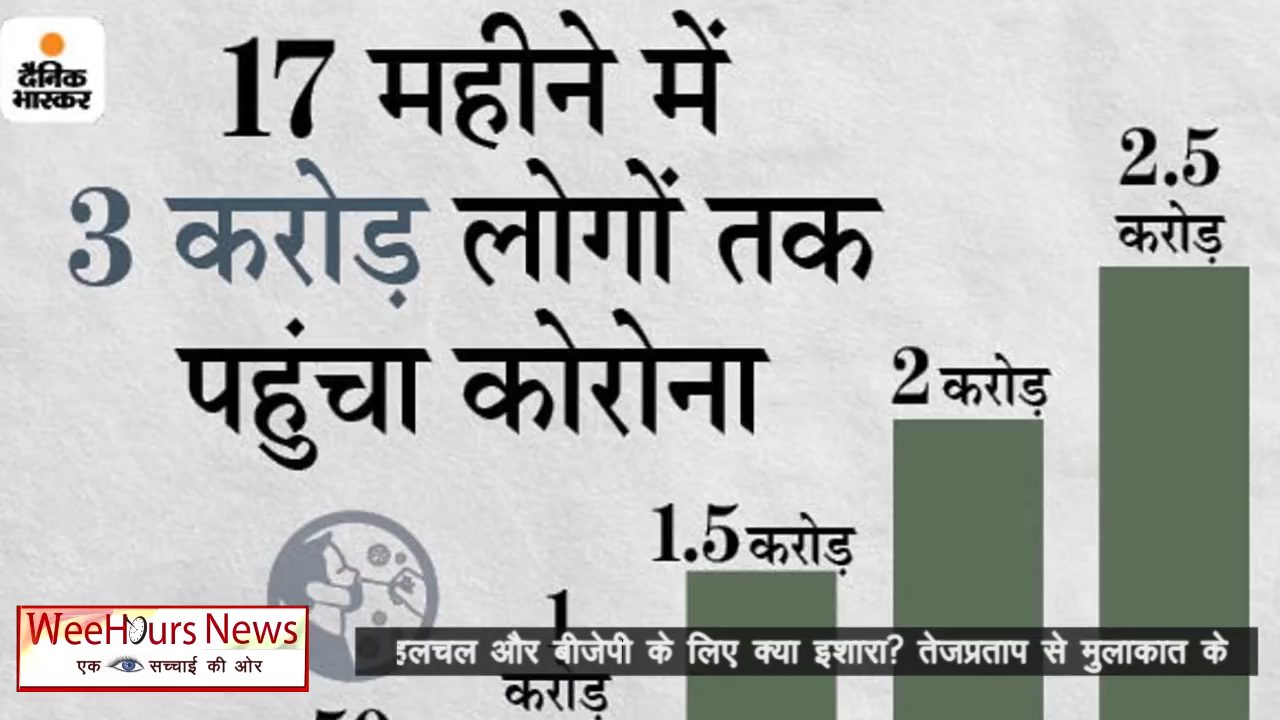 दैनिक
भास्कर
17 महीने में
3 करोड़ लोगों तक
पहुंचा कोरोना
2.5
करोड़
2 करोड़
1.5 करोड़
1
करोड़
50
WeeHours News
एक सच्चाई की ओर
हलचल और बीजेपी के लिए क्या इशारा? तेजप्रताप से मुलाकात के